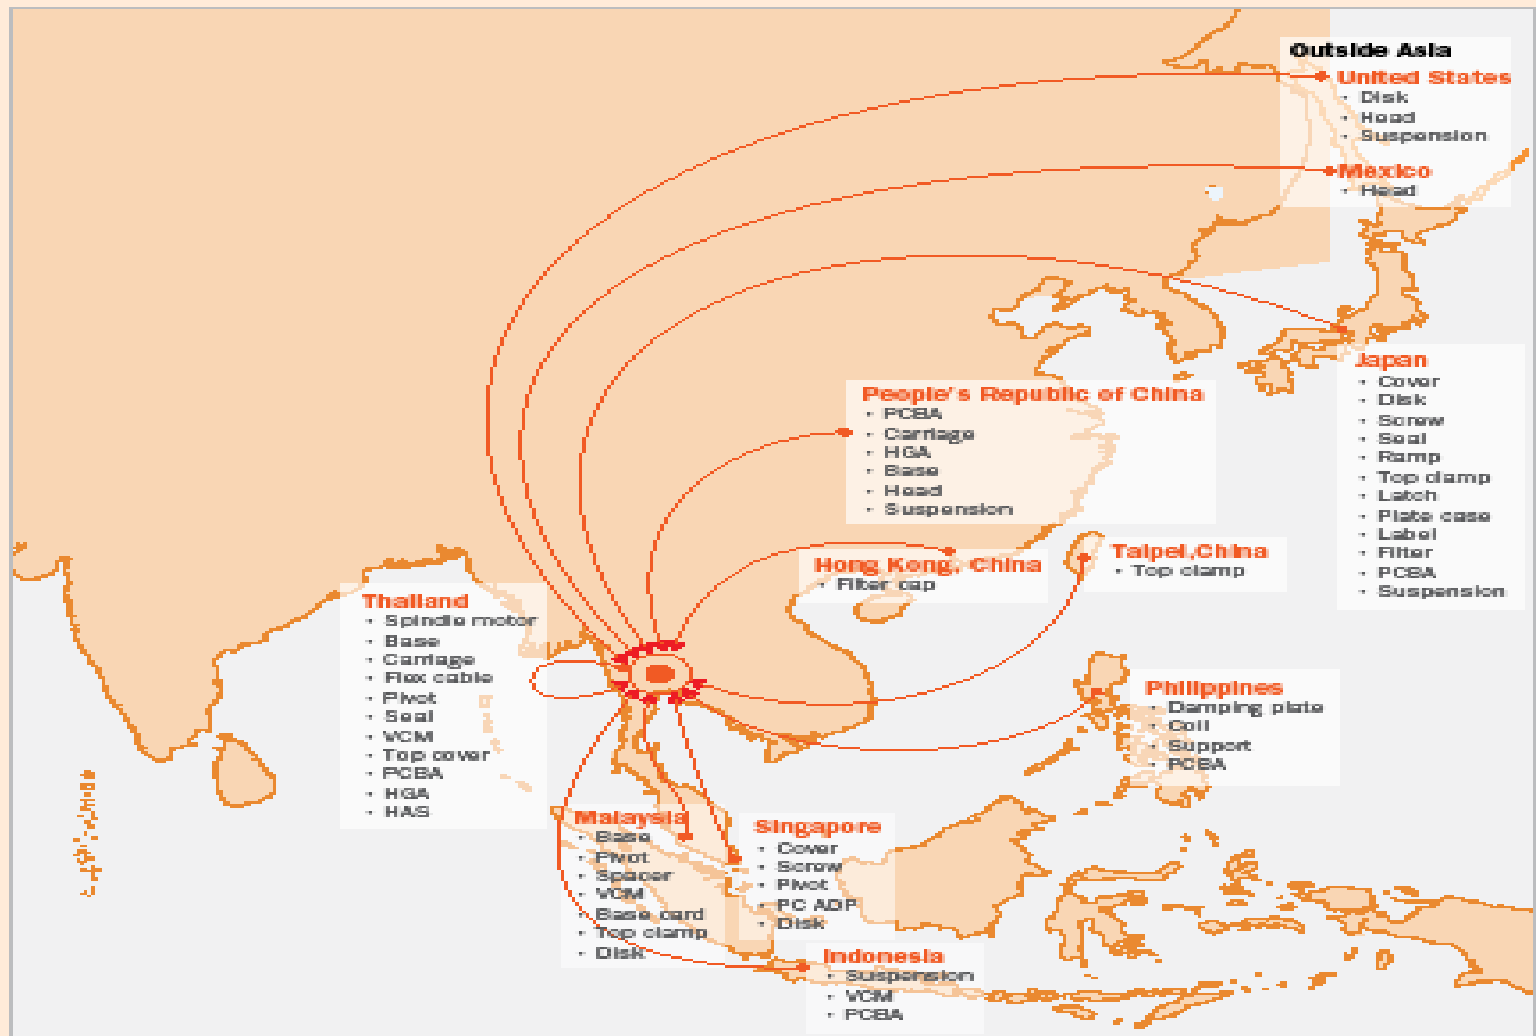 Outside Asia
United States
• Disk
• Head
• Suspension
Mexico
• Head
Japan
• Cover
• Disk
• Screw
• Seal
• Ramp
• Top clamp
• Latch
• Plate case
• Label
• Filter
• PCBA
• Suspension
People's Republic of China
• PCBA
• Carriage
• HGA
• Base
• Head
• Suspension
Taipei,China
• Top clamp
Hong Kong, China
• Filter cap
Thailand
• Spindle motor
• Base
• Carriage
• Flex cable
• Pivot
• Seal
• VCM
• Top cover
• PCBA
• HGA
• HAS
Philippines
• Damping plate
• Coil
• Support
• PCBA
Malaysia
• Base
• Pivot
• Spacer
• VCM
• Base card
• Top clamp
• Disk
Singapore
• Cover
• Screw
• Pivot
• PC ADP
• Disk
Indonesia
• Suspension
• VCM
• PCBA